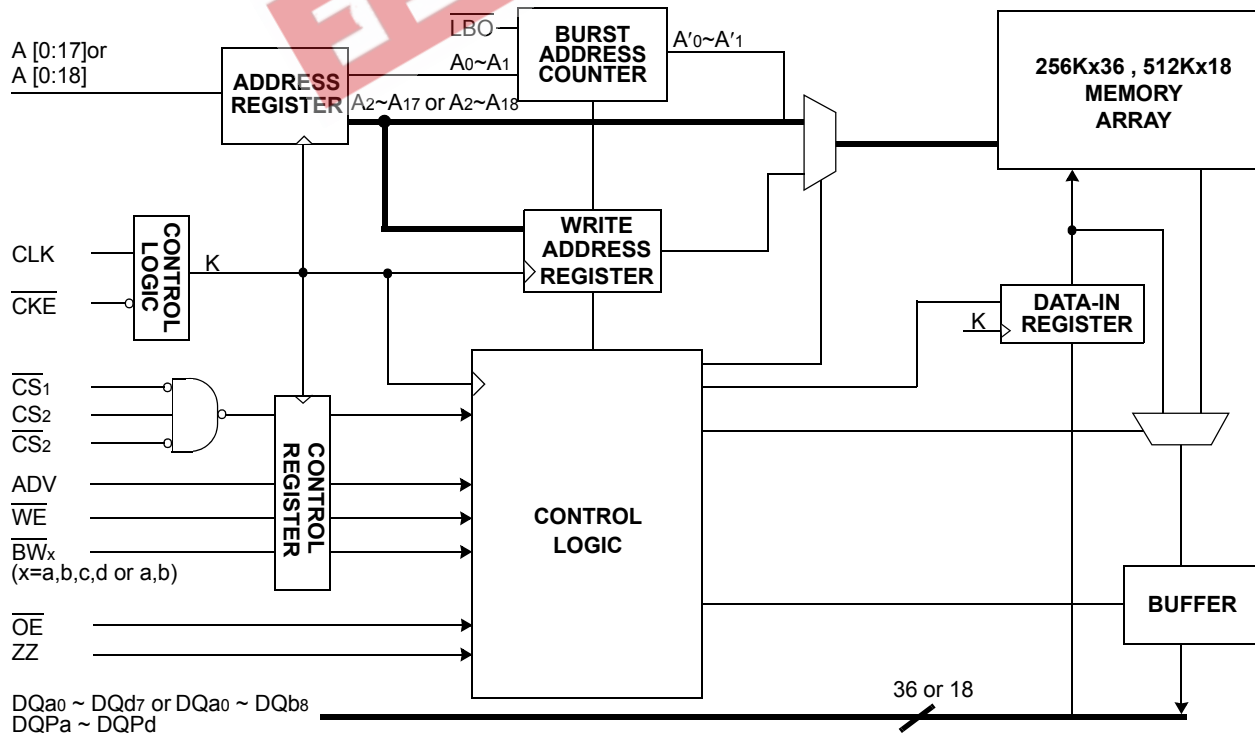 A [0:17]or
A [0:18]
ADDRESS
REGISTER
LBO
A0~A1
A2~A17 or A2~A18
BURST
ADDRESS
COUNTER
A′0~A′1
256Kx36 , 512Kx18
MEMORY
ARRAY
WRITE
ADDRESS
REGISTER
CLK
CKE
CONTROL
LOGIC
K
K
DATA-IN
REGISTER
CS1
CS2
CS2
ADV
WE
BWx
(x=a,b,c,d or a,b)
CONTROL
REGISTER
CONTROL
LOGIC
OE
ZZ
BUFFER
DQa0 ~ DQd7 or DQa0 ~ DQb8
DQPa ~ DQPd
36 or 18